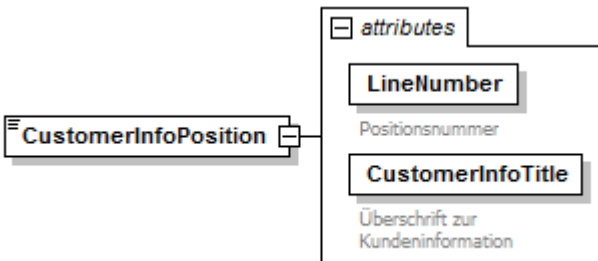 attributes
LineNumber
Positionsnummer
CustomerInfoPosition
CustomerInfoTitle
Überschrift zur
Kundeninformation